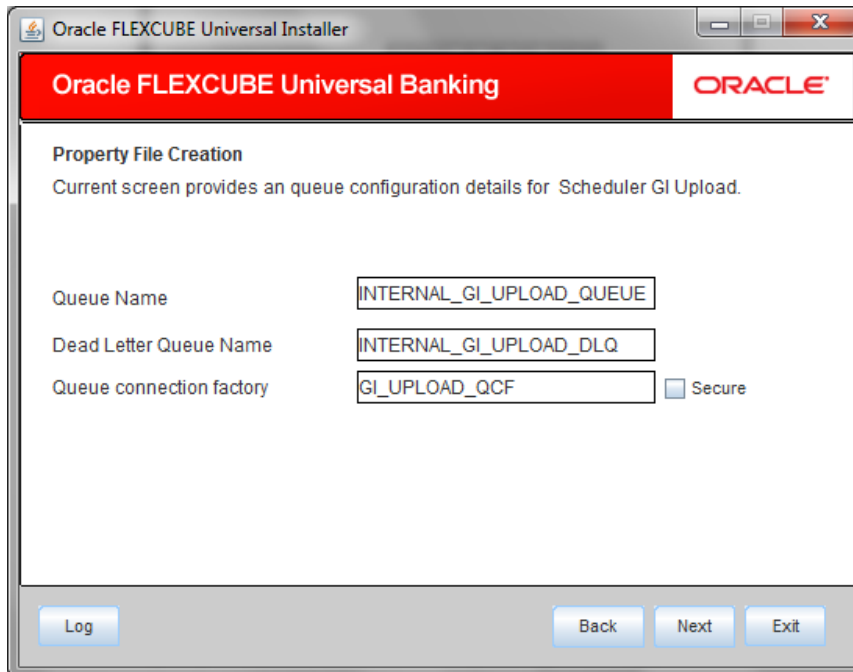 Oracle FLEXCUBE Universal Installer
Oracle FLEXCUBE Universal Banking
ORACLE®
Property File Creation
Current screen provides an queue configuration details for Scheduler GI Upload.
Queue Name INTERNAL_GI_UPLOAD_QUEUE
Dead Letter Queue Name INTERNAL_GI_UPLOAD_DLQ
Queue connection factory GI_UPLOAD_QCF Secure
Log Back Next Exit